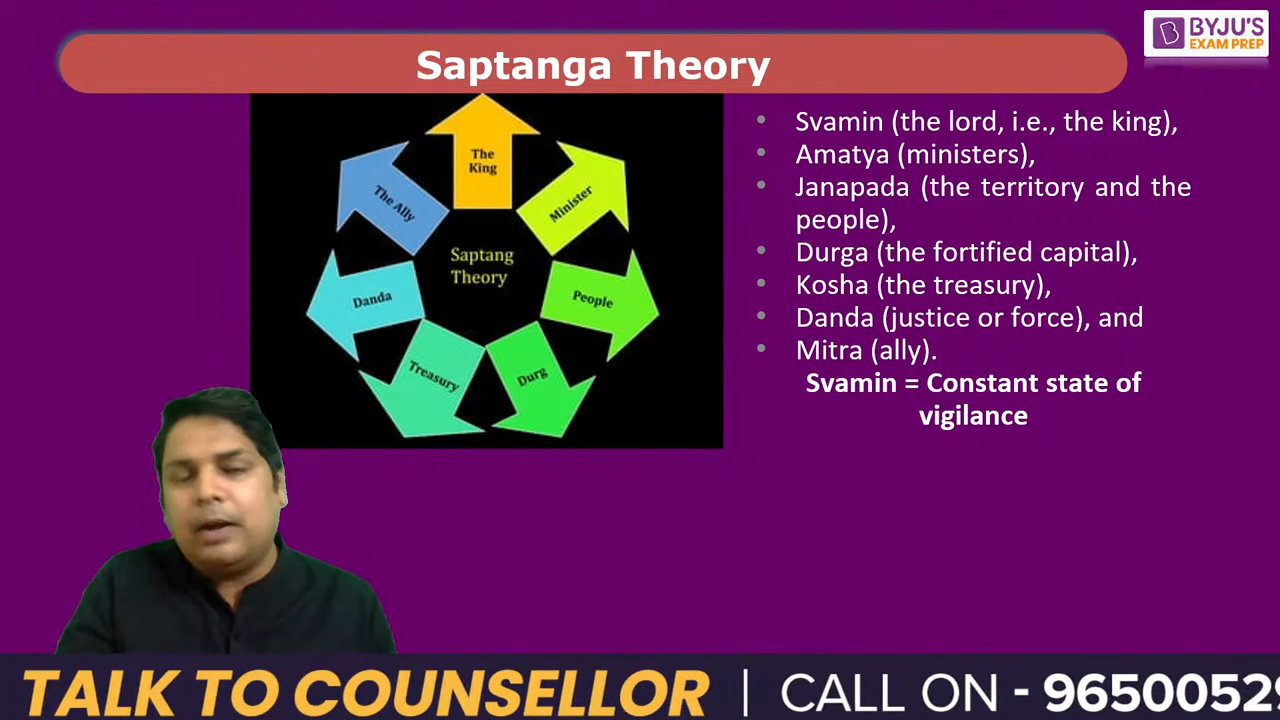 BYJU'S
EXAM PREP
Saptanga Theory
The
King
Minister
People
Durg
Treasury
Danda
The Ally
Saptang
Theory
• Svamin (the lord, i.e., the king),
• Amatya (ministers),
• Janapada (the territory and the
people),
• Durga (the fortified capital),
• Kosha (the treasury),
• Danda (justice or force), and
• Mitra (ally).
Svamin = Constant state of
vigilance
TALK TO COUNSELLOR | CALL ON - 96500529